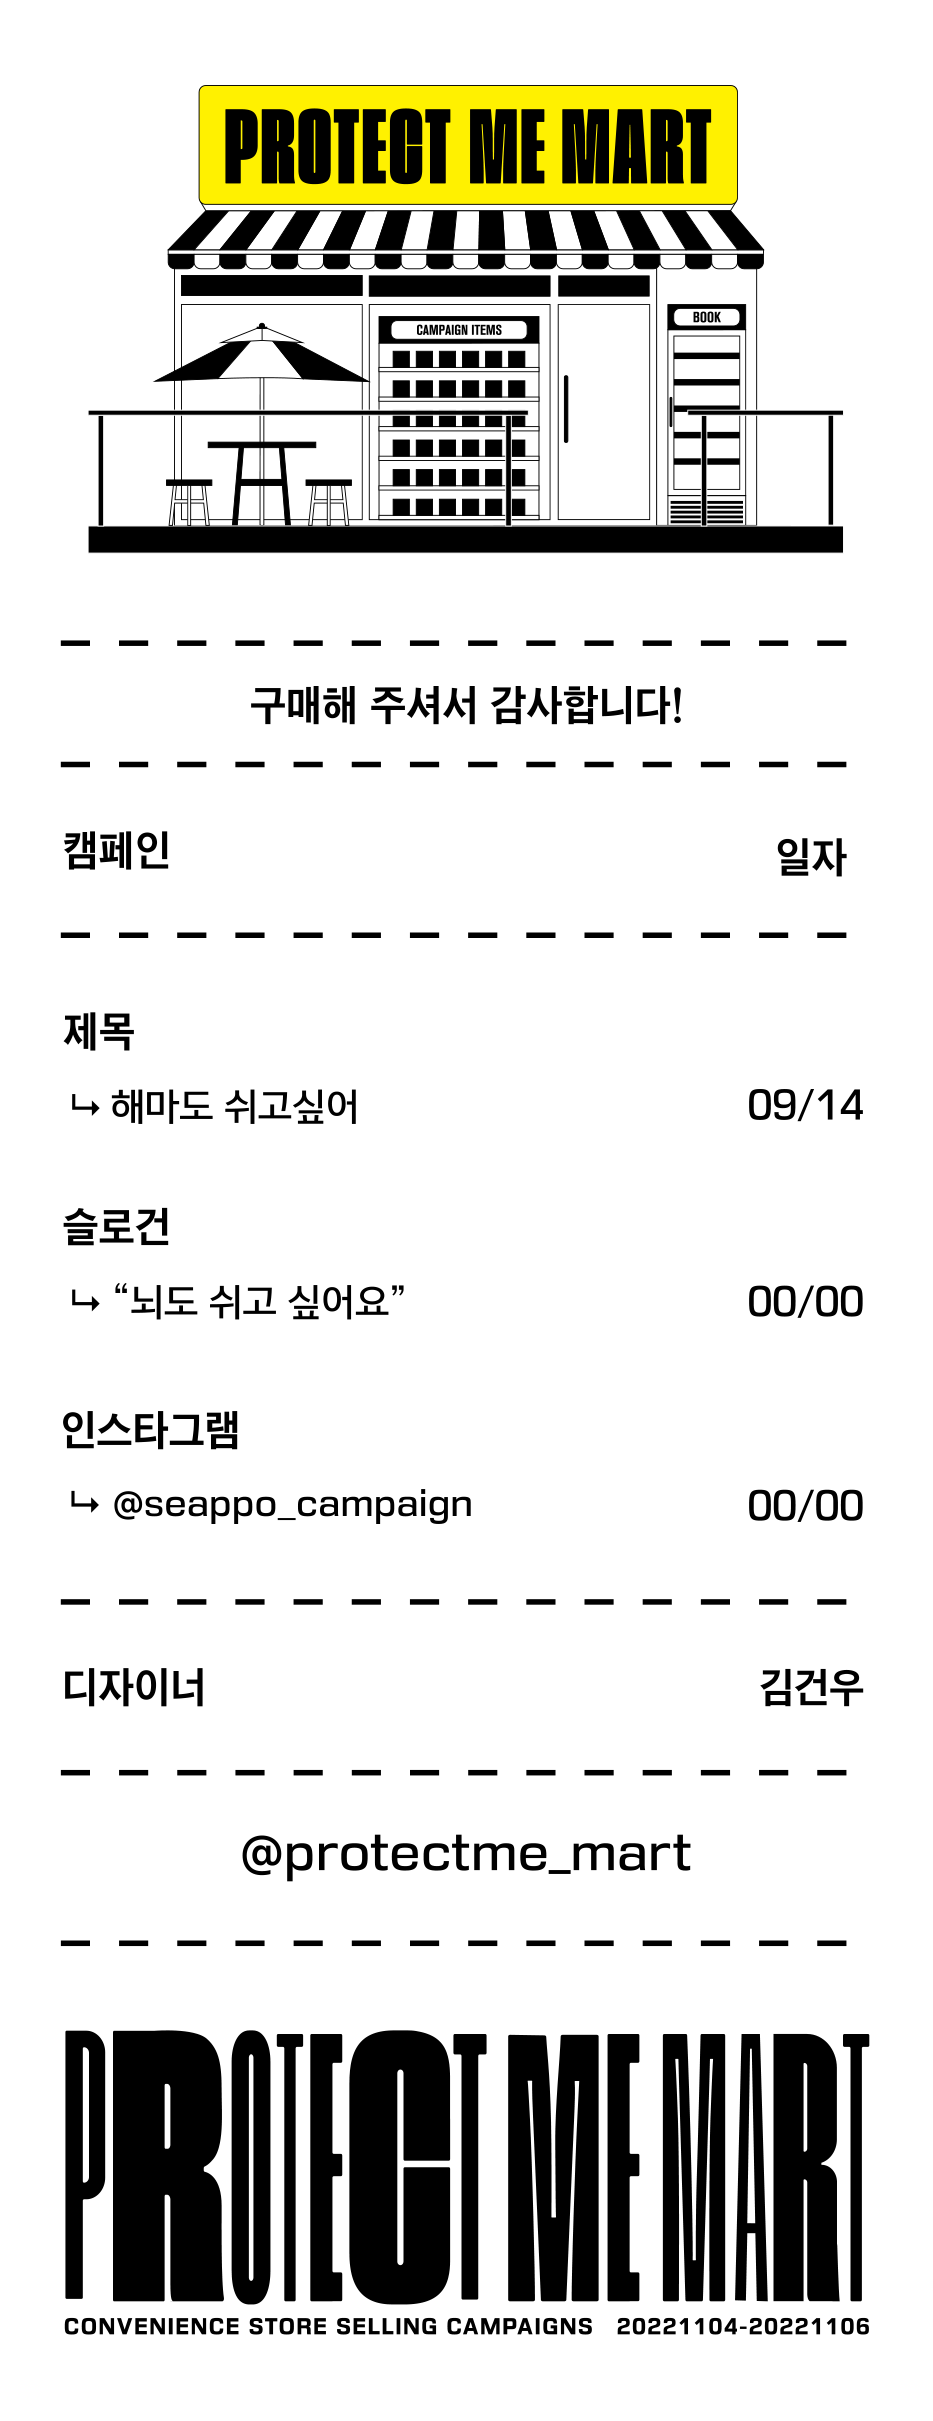 PROTECT ME MART
CAMPAIGN ITEMS
BOOK
구매해 주셔서 감사합니다!
캠페인 일자
제목
↳ 해마도 쉬고싶어 09/14
슬로건
↳ “뇌도 쉬고 싶어요” 00/00
인스타그램
↳ @seappo_campaign 00/00
디자이너 김건우
@protectme_mart
PROTECT ME MART
CONVENIENCE STORE SELLING CAMPAIGNS 20221104-20221106